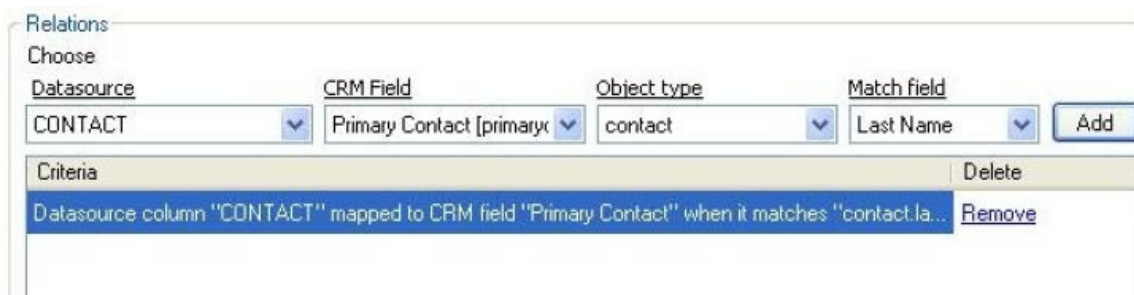 Relations
Choose
Datasource CRM Field Object type Match field
CONTACT Primary Contact [primary contact Last Name Add
Criteria Delete
Datasource column "CONTACT" mapped to CRM field "Primary Contact" when it matches "contact.la... Remove